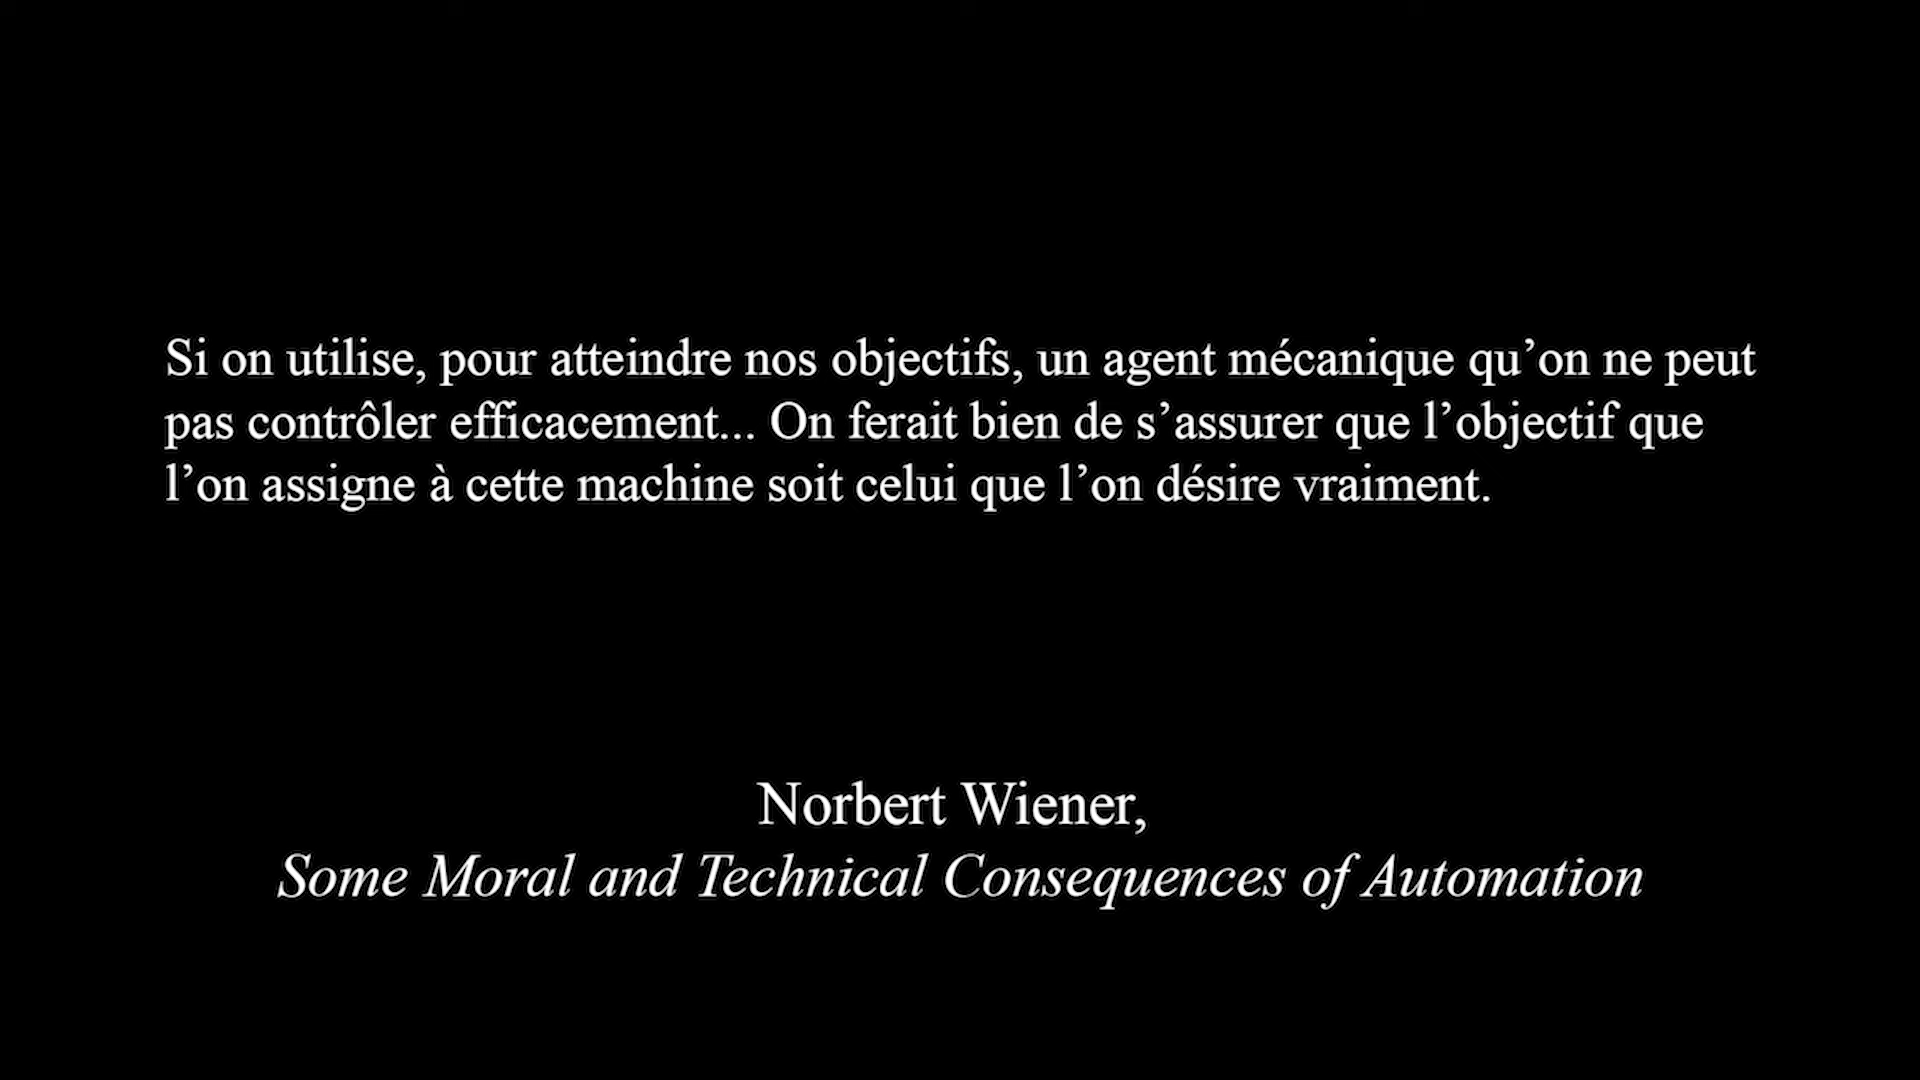 Si on utilise, pour atteindre nos objectifs, un agent mécanique qu’on ne peut
pas contrôler efficacement... On ferait bien de s’assurer que l’objectif que
l’on assigne à cette machine soit celui que l’on désire vraiment.
Norbert Wiener,
Some Moral and Technical Consequences of Automation